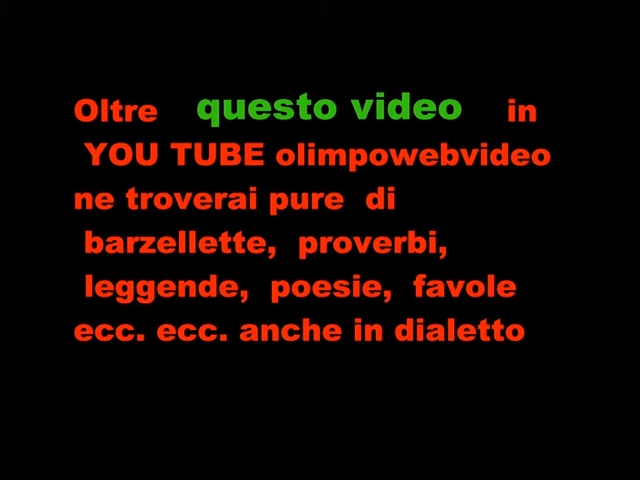 Oltre questo video in
YOU TUBE olimpowebvideo
ne troverai pure di
barzellette, proverbi,
leggende, poesie, favole
ecc. ecc. anche in dialetto